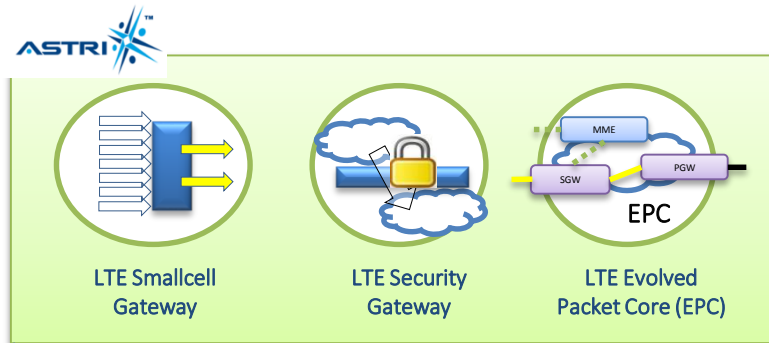 ASTRI™
MME
SGW
PGW
EPC
LTE Smallcell
Gateway
LTE Security
Gateway
LTE Evolved
Packet Core (EPC)